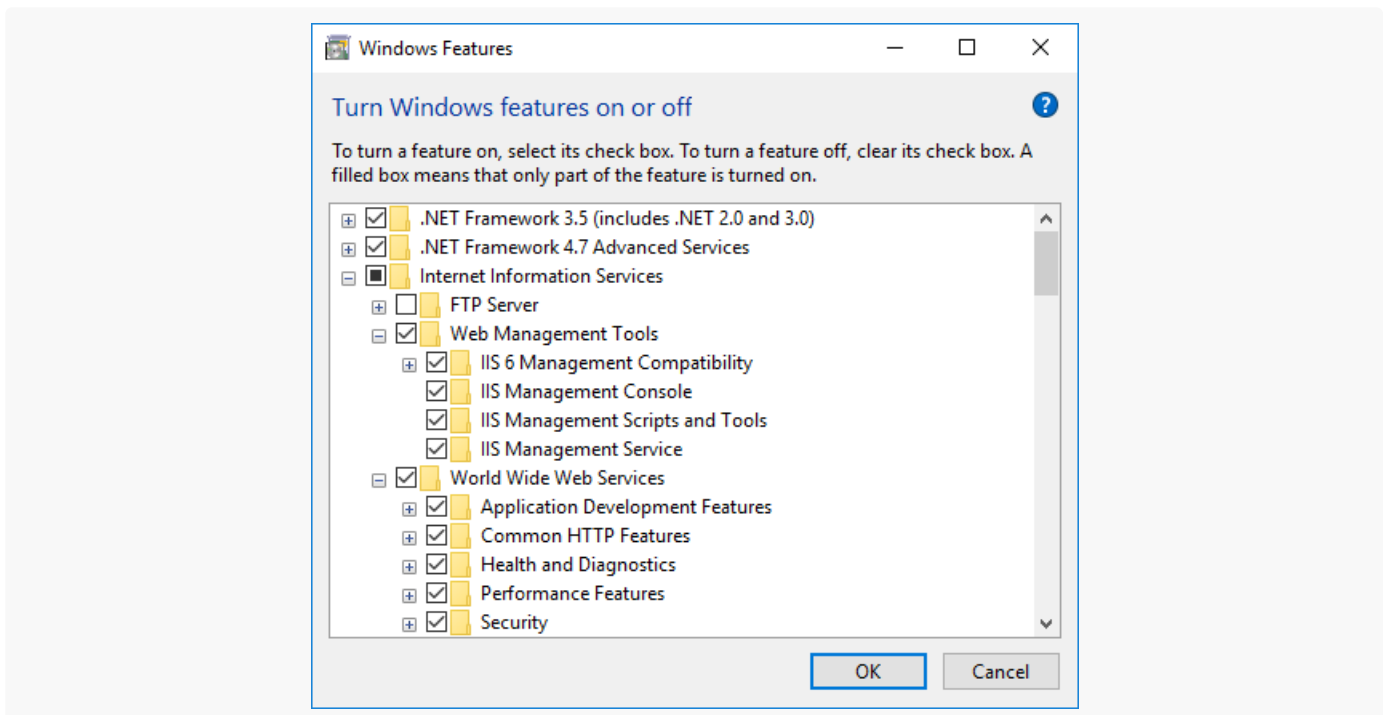 Windows Features
Turn Windows features on or off
?
To turn a feature on, select its check box. To turn a feature off, clear its check box. A
filled box means that only part of the feature is turned on.
.NET Framework 3.5 (includes .NET 2.0 and 3.0)
.NET Framework 4.7 Advanced Services
Internet Information Services
FTP Server
Web Management Tools
IIS 6 Management Compatibility
IIS Management Console
IIS Management Scripts and Tools
IIS Management Service
World Wide Web Services
Application Development Features
Common HTTP Features
Health and Diagnostics
Performance Features
Security
OK Cancel